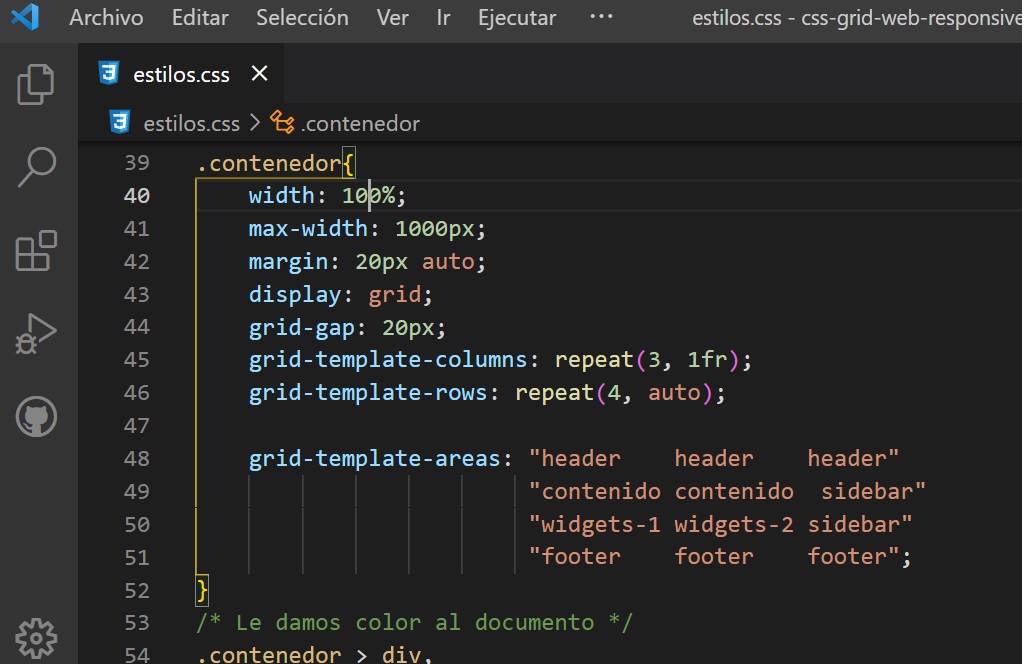 Archivo Editar Selección Ver Ir Ejecutar ··· estilos.css - css-grid-web-responsive
estilos.css ×
estilos.css > .contenedor
39 .contenedor{
40 width: 100%;
41 max-width: 1000px;
42 margin: 20px auto;
43 display: grid;
44 grid-gap: 20px;
45 grid-template-columns: repeat(3, 1fr);
46 grid-template-rows: repeat(4, auto);
47
48 grid-template-areas: "header header header"
49 "contenido contenido sidebar"
50 "widgets-1 widgets-2 sidebar"
51 "footer footer footer";
52 }
53 /* Le damos color al documento */
54 .contenedor > div,